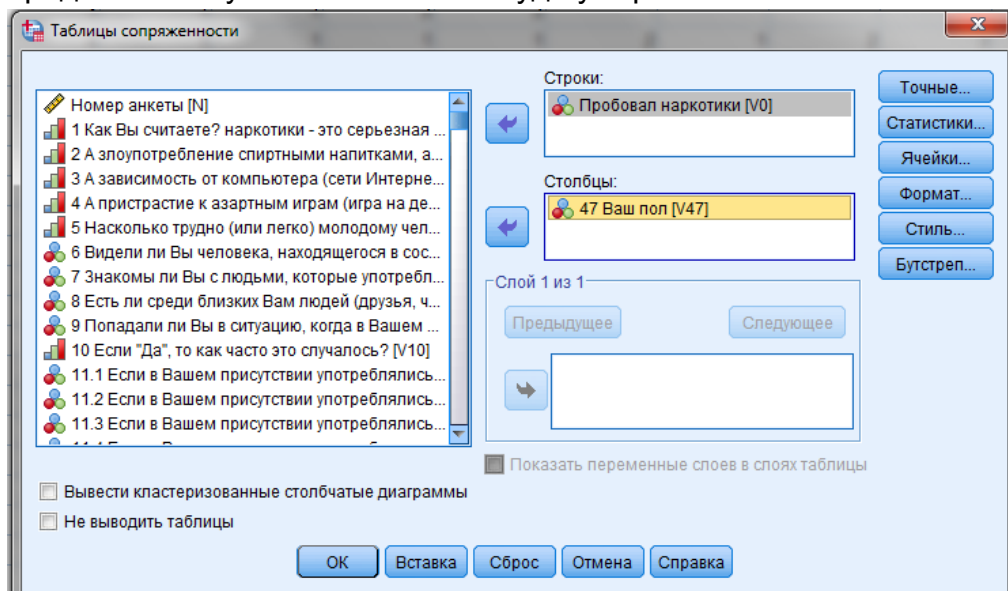 Таблицы сопряженности
Номер анкеты [N]
1 Как Вы считаете? наркотики - это серьезная ...
2 А злоупотребление спиртными напитками, а...
3 А зависимость от компьютера (сети Интерне...
4 А пристрастие к азартным играм (игра на де...
5 Насколько трудно (или легко) молодому чел...
6 Видели ли Вы человека, находящегося в сос...
7 Знакомы ли Вы с людьми, которые употребл...
8 Есть ли среди близких Вам людей (друзья, ч...
9 Попадали ли Вы в ситуацию, когда в Вашем ...
10 Если "Да", то как часто это случалось? [V10]
11.1 Если в Вашем присутствии употреблялись...
11.2 Если в Вашем присутствии употреблялись...
11.3 Если в Вашем присутствии употреблялись...
Строки:
Пробовал наркотики [V0]
Столбцы:
47 Ваш пол [V47]
Слой 1 из 1
Предыдущее
Следующее
Показать переменные слоев в слоях таблицы
Точные...
Статистики...
Ячейки...
Формат...
Стиль...
Бутстреп...
Вывести кластеризованные столбчатые диаграммы
Не выводить таблицы
ОК Вставка Сброс Отмена Справка